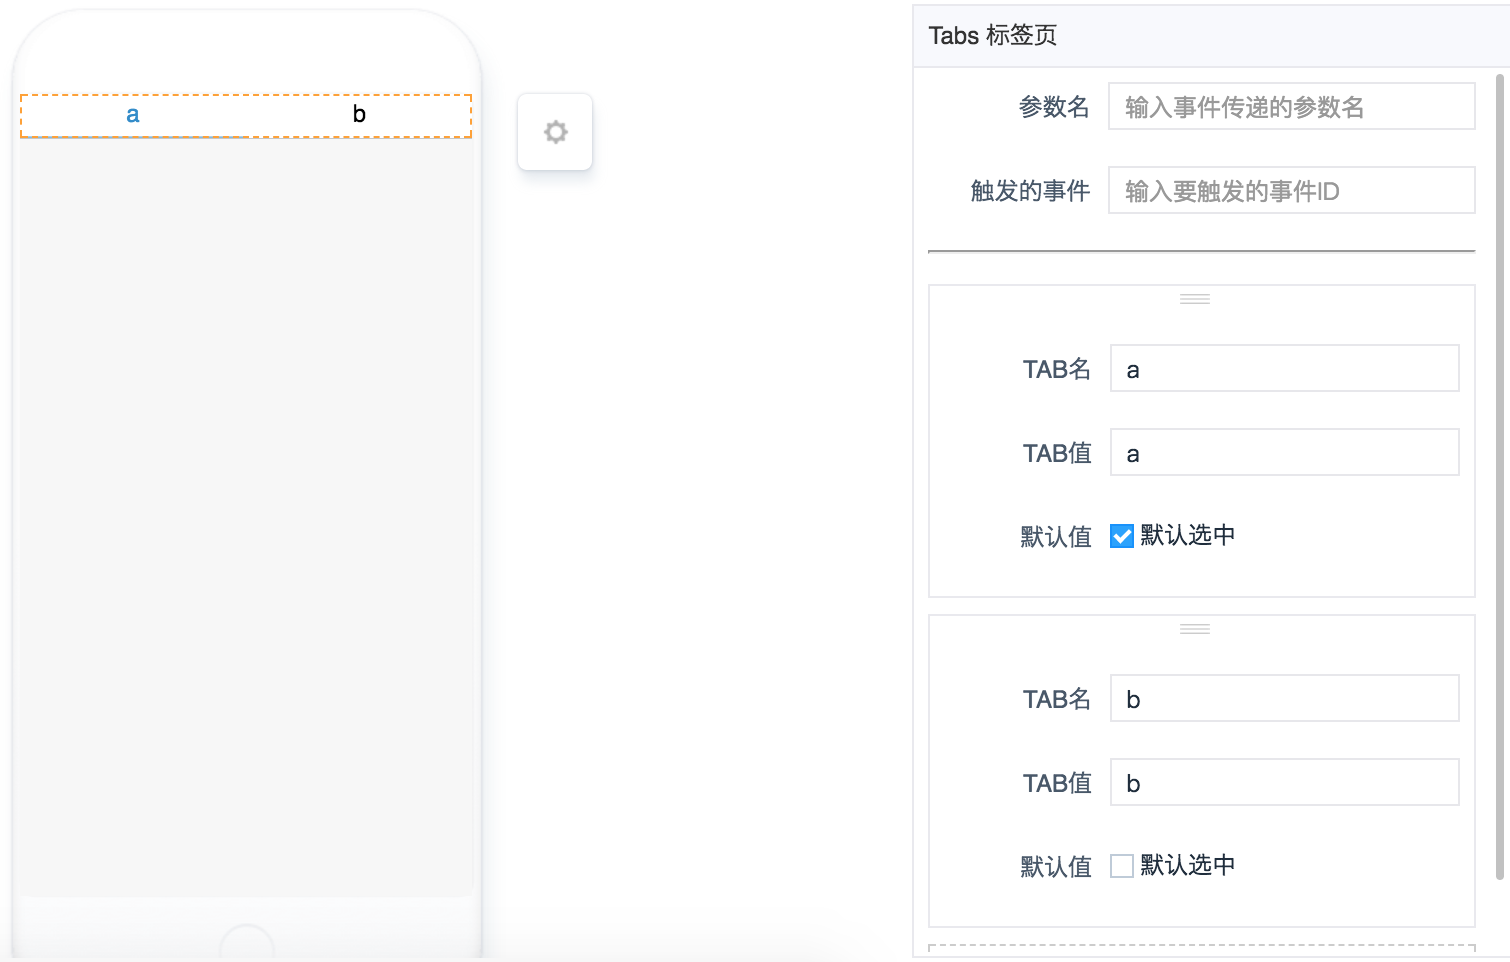 a
b
Tabs 标签页
参数名
输入事件传递的参数名
触发的事件
输入要触发的事件ID
TAB名
a
TAB值
a
默认值
默认选中
TAB名
b
TAB值
b
默认值
默认选中